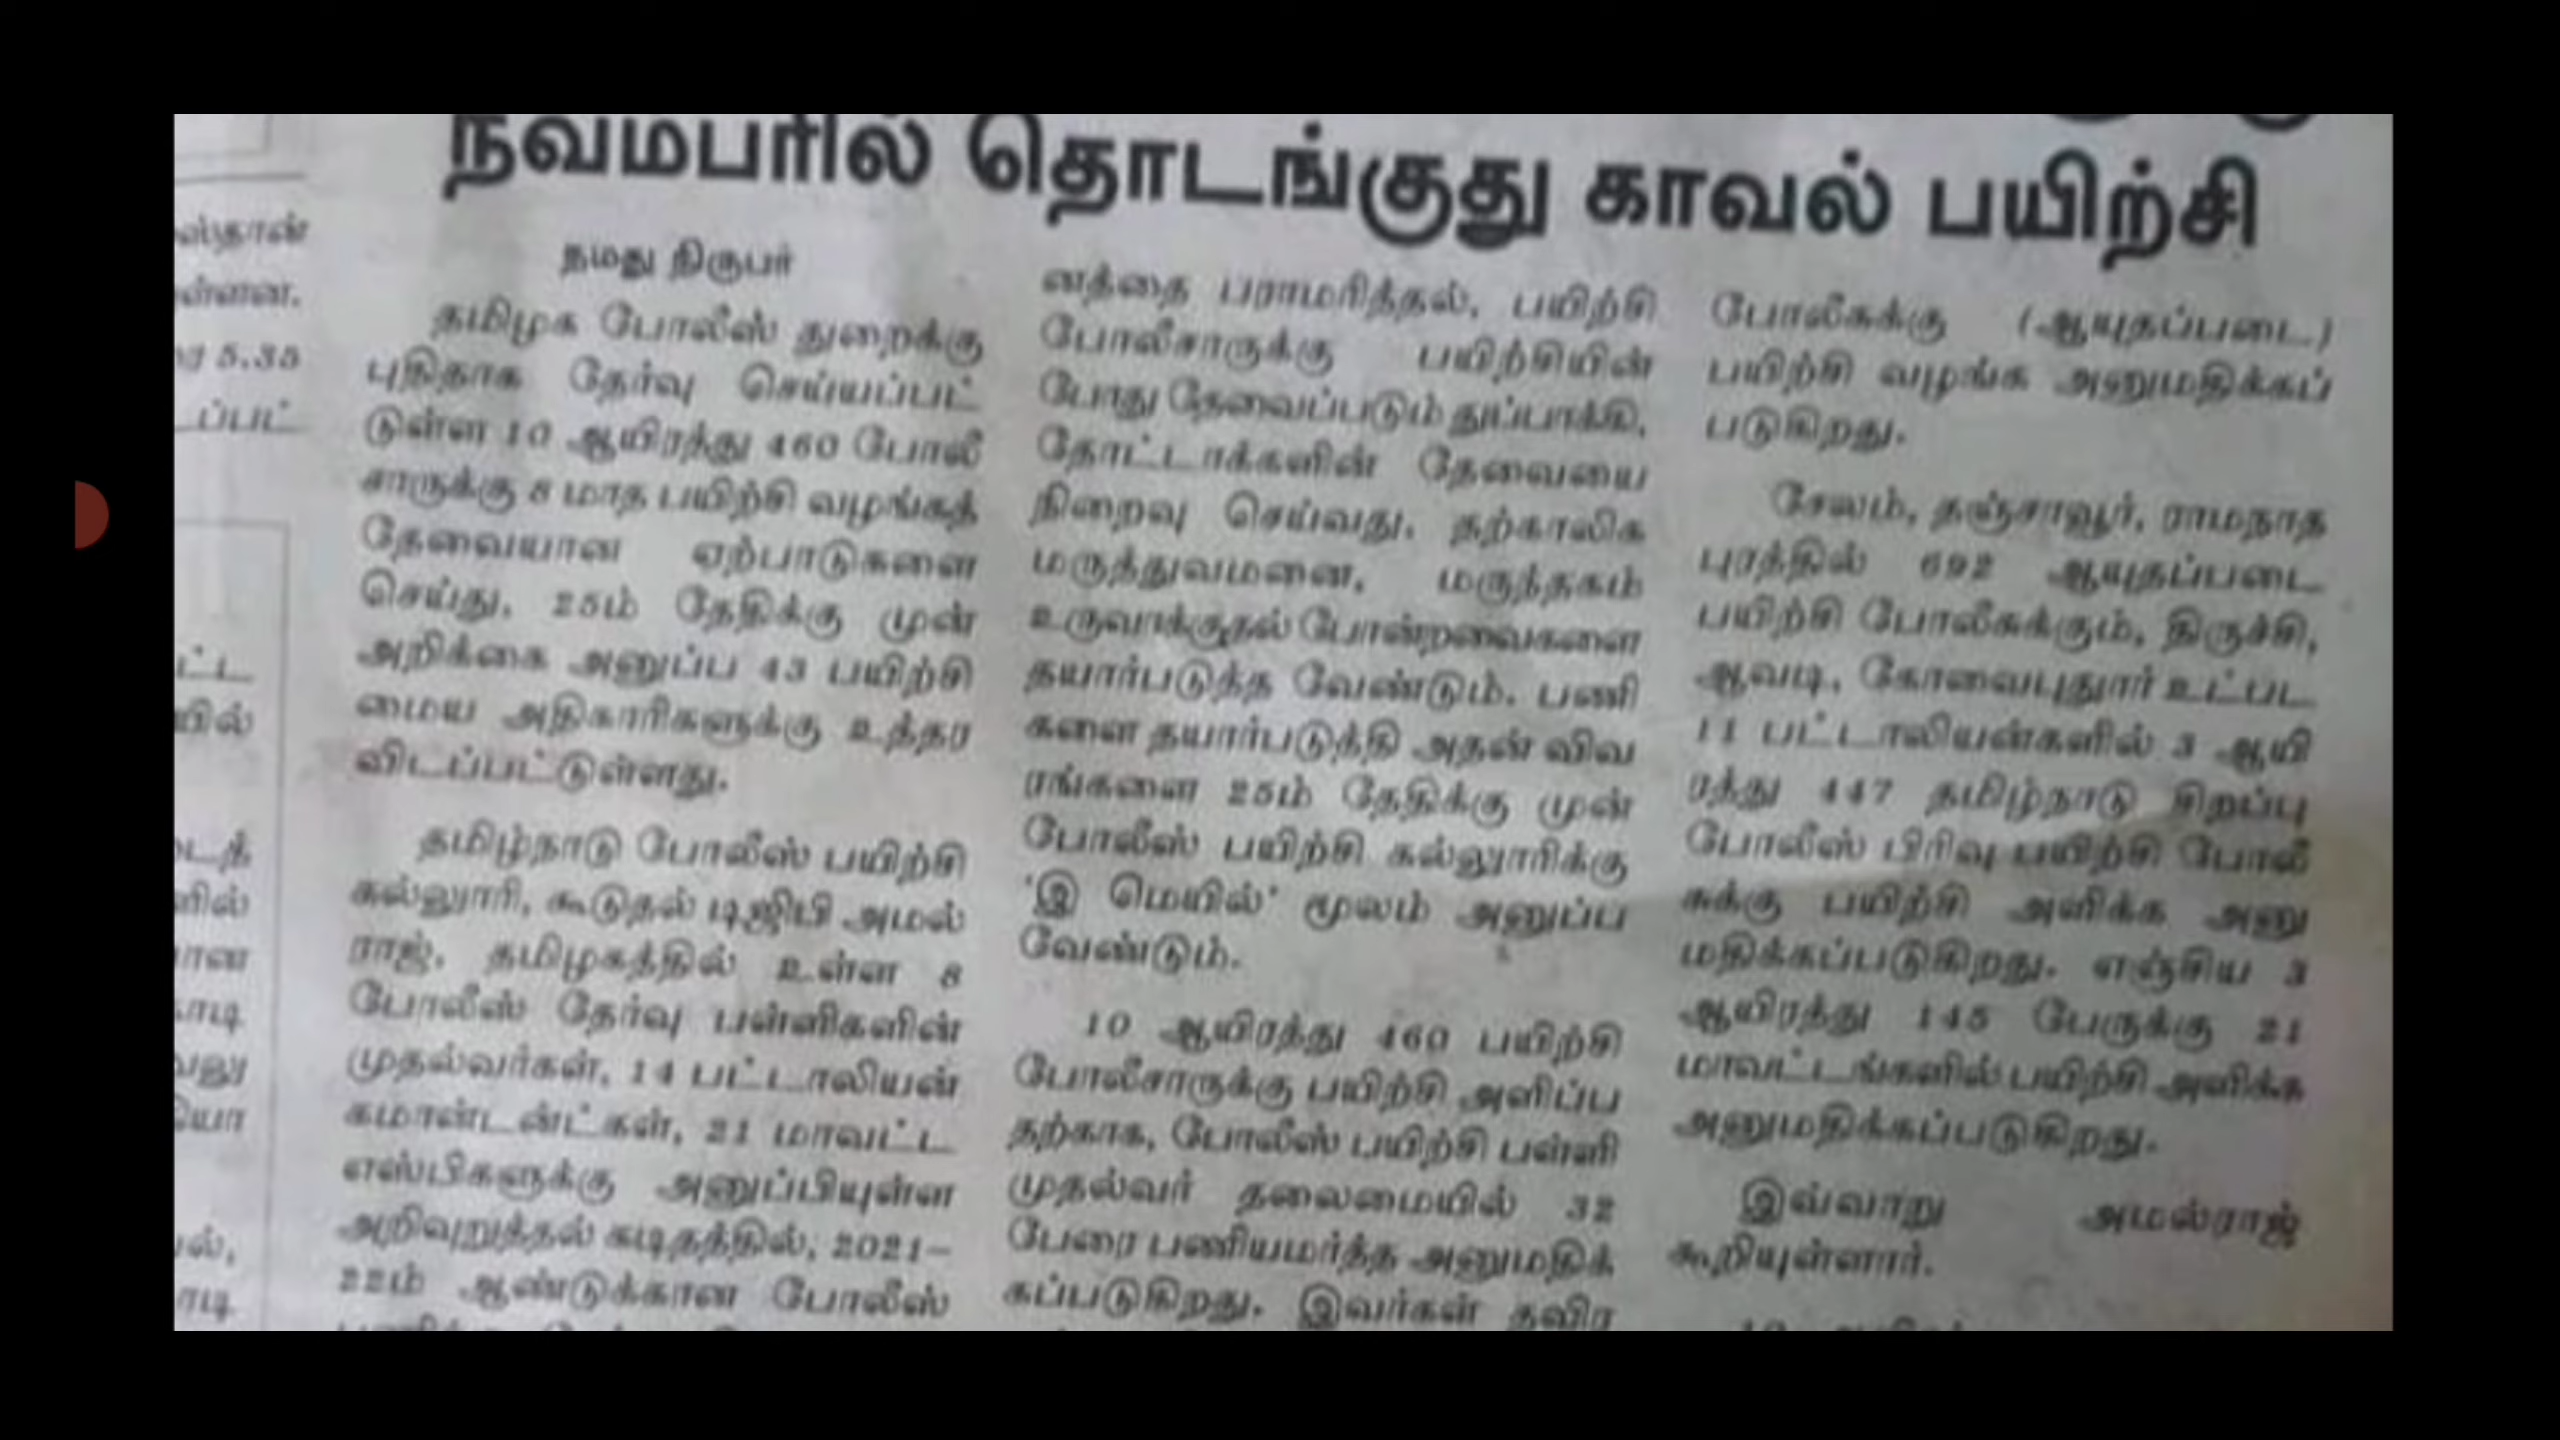 நவம்பரில் தொடங்குது காவல் பயிற்சி
நமது நிருபர்
தமிழக போலீஸ் துறைக்கு
புதிதாக தேர்வு செய்யப்பட்
டுள்ள 10 ஆயிரத்து 460 போலீ
சாருக்கு 8 மாத பயிற்சி வழங்கத்
தேவையான ஏற்பாடுகளை
செய்து, 25ம் தேதிக்கு முன்
அறிக்கை அனுப்ப 43 பயிற்சி
மைய அதிகாரிகளுக்கு உத்தர
விடப்பட்டுள்ளது.
தமிழ்நாடு போலீஸ் பயிற்சி
கல்லூரி, கூடுதல் டிஜிபி அமல்
ராஜ், தமிழகத்தில் உள்ள 8
போலீஸ் தேர்வு பள்ளிகளின்
முதல்வர்கள், 14 பட்டாலியன்
கமாண்டன்ட்கள், 21 மாவட்ட
எஸ்பிகளுக்கு அனுப்பியுள்ள
அறிவுறுத்தல் கடிதத்தில், 2021–
22ம் ஆண்டுக்கான போலீஸ்
னத்தை பராமரித்தல், பயிற்சி
போலீசாருக்கு பயிற்சியின்
போது தேவைப்படும் துப்பாக்கி,
தோட்டாக்களின் தேவையை
நிறைவு செய்வது, தற்காலிக
மருத்துவமனை, மருந்தகம்
உருவாக்குதல் போன்றவைகளை
தயார்படுத்த வேண்டும். பணி
களை தயார்படுத்தி அதன் விவ
ரங்களை 25ம் தேதிக்கு முன்
போலீஸ் பயிற்சி கல்லூரிக்கு
'இ மெயில்' மூலம் அனுப்ப
வேண்டும்.
10 ஆயிரத்து 460 பயிற்சி
போலீசாருக்கு பயிற்சி அளிப்ப
தற்காக, போலீஸ் பயிற்சி பள்ளி
முதல்வர் தலைமையில் 32
பேரை பணியமர்த்த அனுமதிக்
கப்படுகிறது. இவர்கள் தவிர
போலீசுக்கு (ஆயுதப்படை)
பயிற்சி வழங்க அனுமதிக்கப்
படுகிறது.
சேலம், தஞ்சாவூர், ராமநாத
புரத்தில் 692 ஆயுதப்படை
பயிற்சி போலீசுக்கும், திருச்சி,
ஆவடி, கோவைபுதூர் உட்பட
11 பட்டாலியன்களில் 3 ஆயி
ரத்து 447 தமிழ்நாடு சிறப்பு
போலீஸ் பிரிவு பயிற்சி போலீ
சுக்கு பயிற்சி அளிக்க அனு
மதிக்கப்படுகிறது. எஞ்சிய 3
ஆயிரத்து 145 பேருக்கு 21
மாவட்டங்களில் பயிற்சி அளிக்க
அனுமதிக்கப்படுகிறது.
இவ்வாறு அமல்ராஜ்
கூறியுள்ளார்.